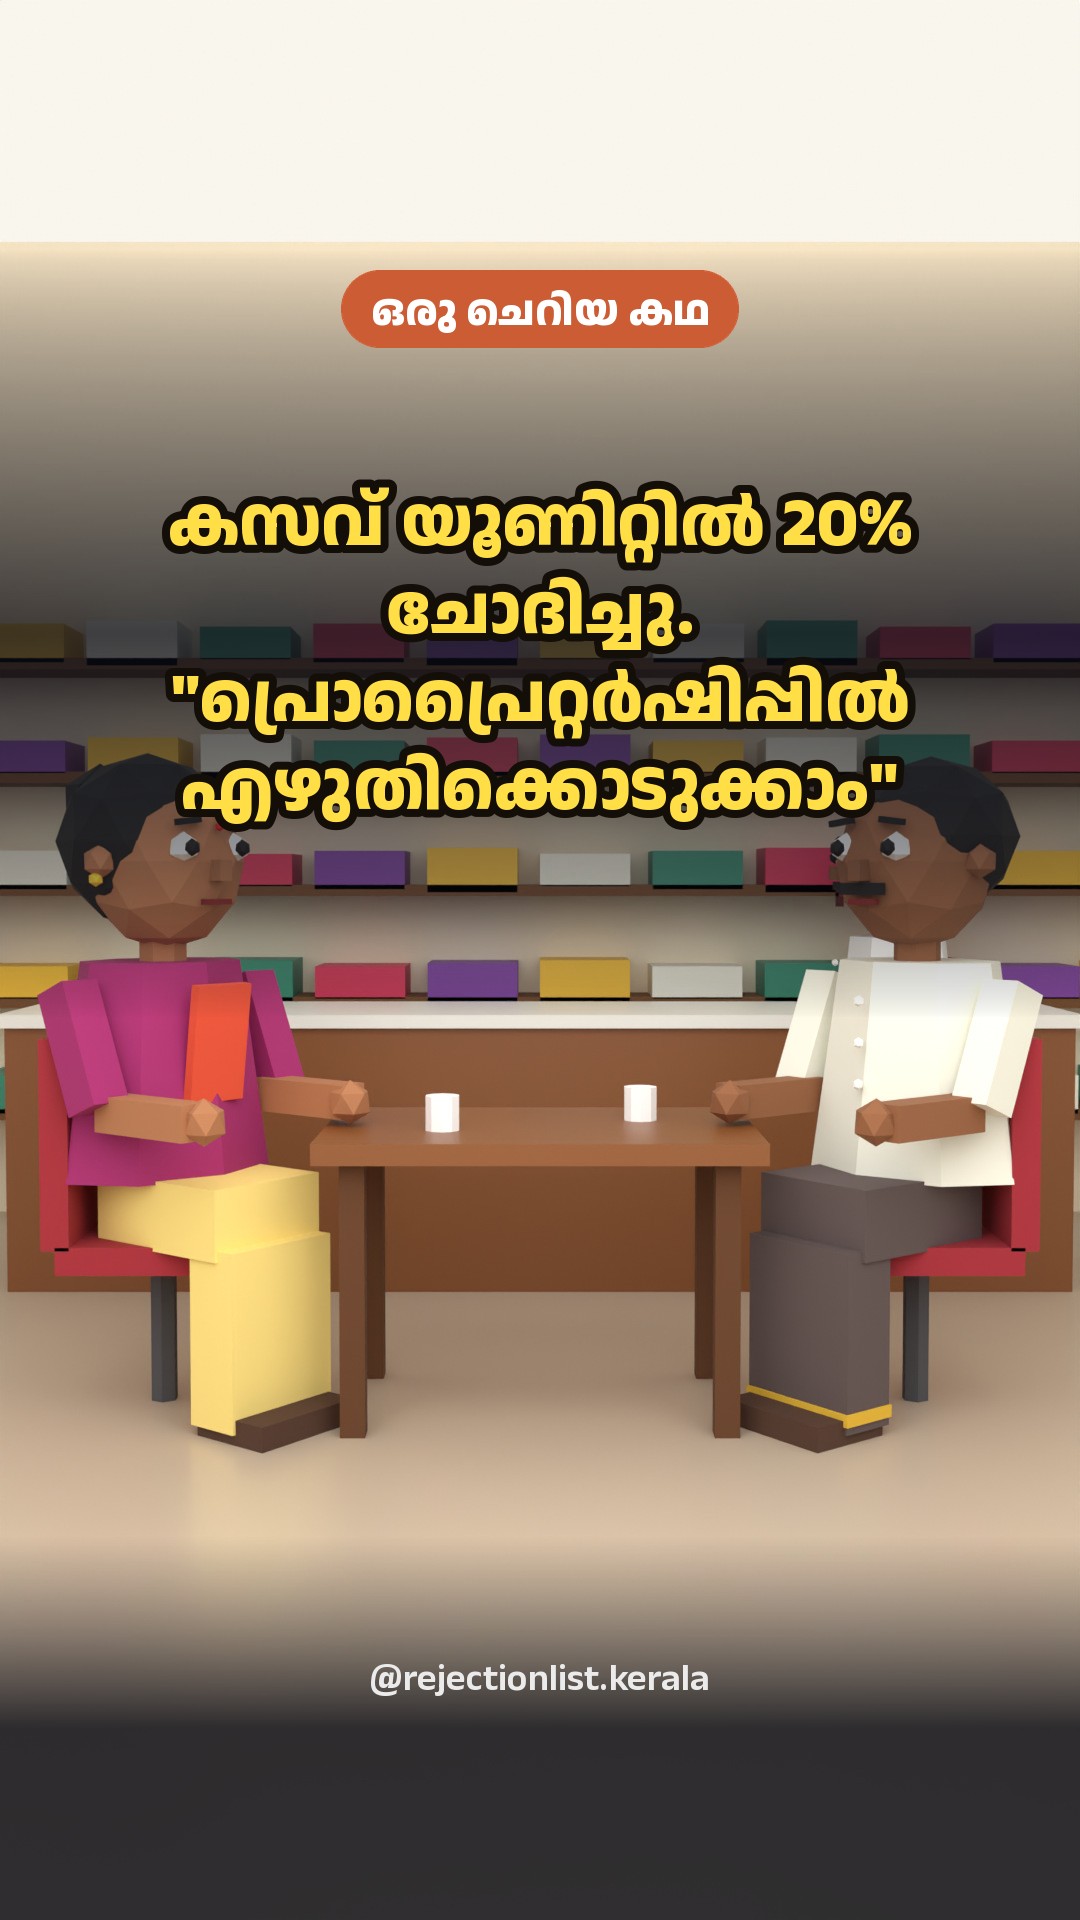 ഒരു ചെറിയ കഥ
കസവ് യൂണിറ്റിൽ 20%
ചോദിച്ചു.
"പ്രൊപ്രൈറ്റർഷിപ്പിൽ
എഴുതിക്കൊടുക്കാം"
@rejectionlist.kerala